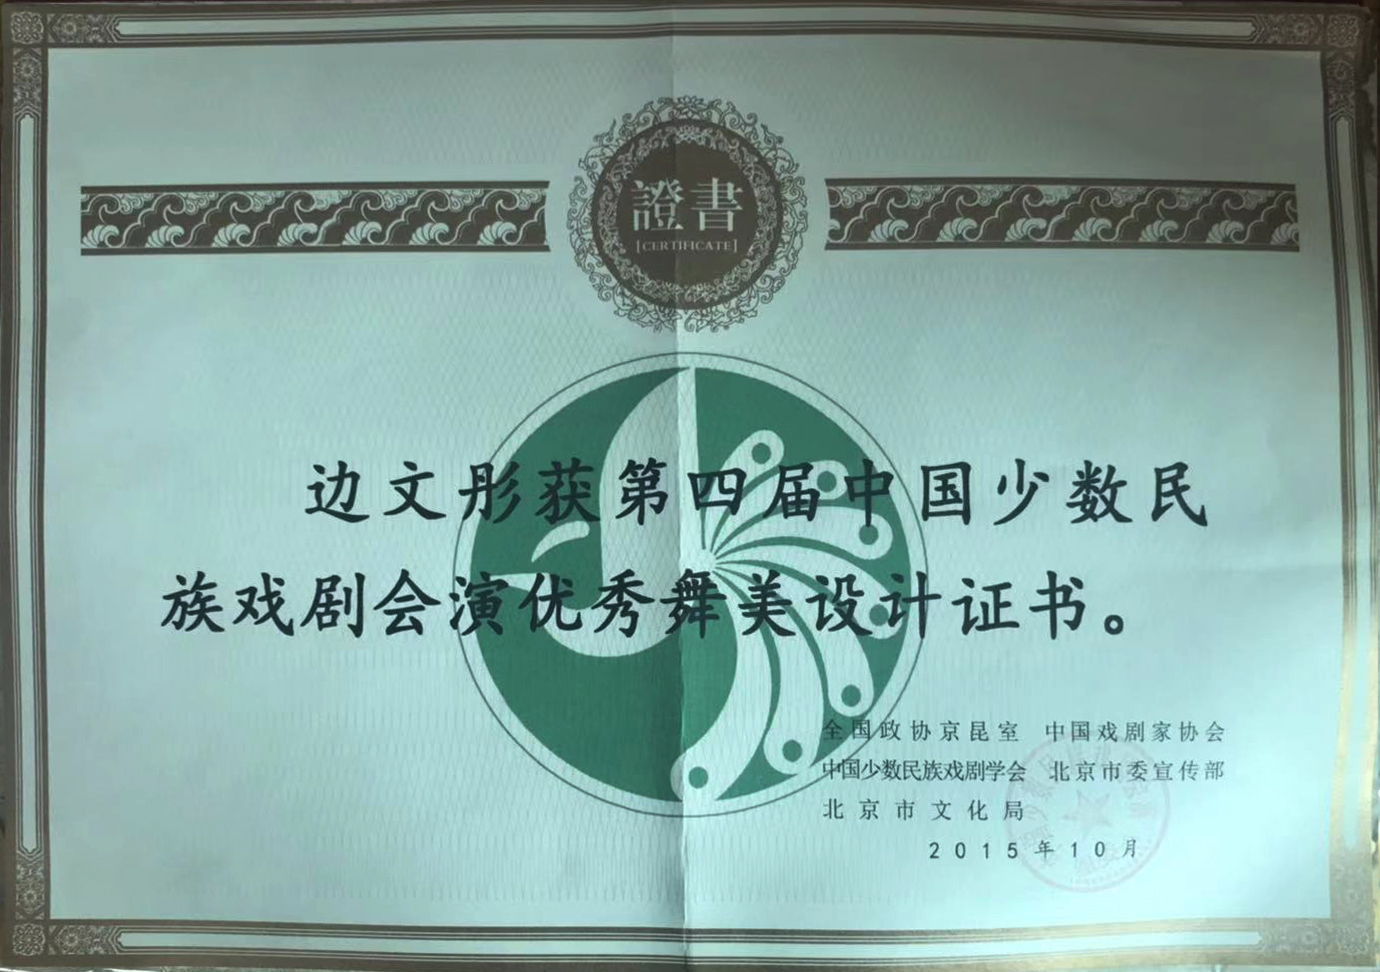 證書
[CERTIFICATE]
边文彤获第四届中国少数民
族戏剧会演优秀舞美设计证书。
全国政协京昆室 中国戏剧家协会
中国少数民族戏剧学会 北京市委宣传部
北京市文化局
2015年10月